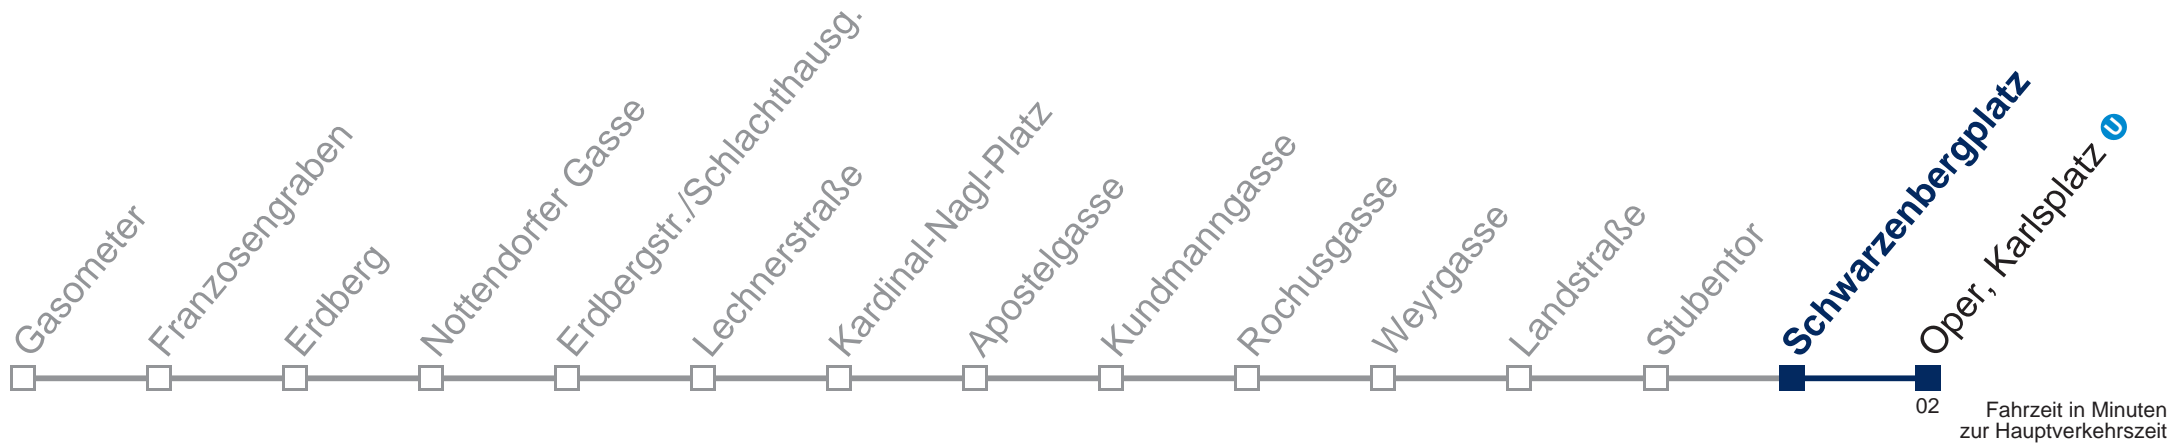 Gasometer
Franzosengraben
Erdberg
Nottendorfer Gasse
Erdbergstr./Schlachthausg.
Lechnerstraße
Kardinal-Nagl-Platz
Apostelgasse
Kundmanngasse
Rochusgasse
Weyrgasse
Landstraße
Stubentor
Schwarzenbergplatz
Oper, Karlsplatz U
02
Fahrzeit in Minuten
zur Hauptverkehrszeit